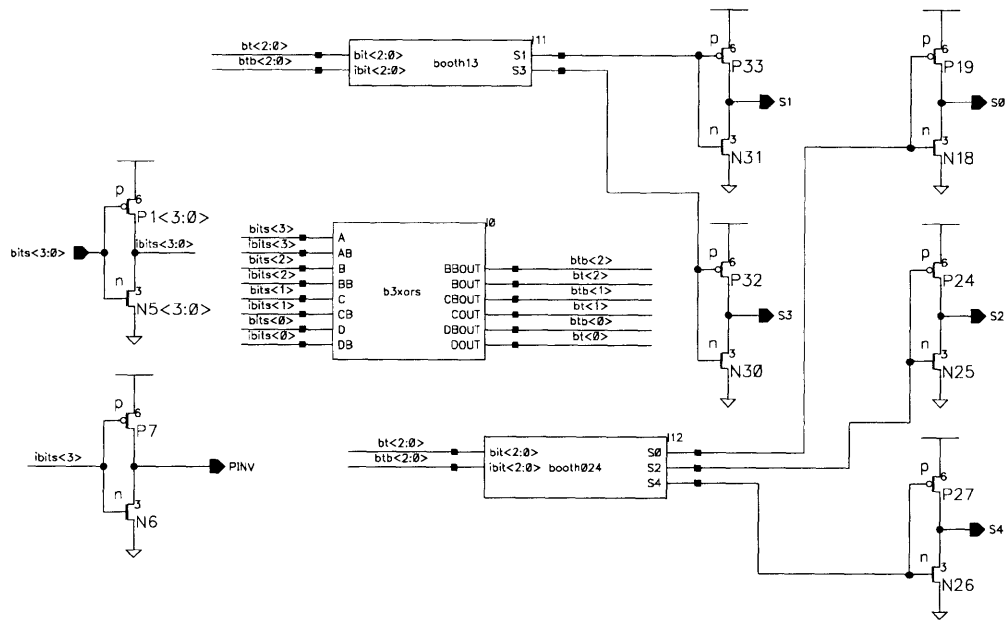 I11
bt<2:0>
btb<2:0>
bit<2:0>
ibit<2:0>
booth13
S1
S3
p
6
P33
S1
n
3
N31
p
6
P19
S0
n
3
N18
p
6
P1<3:0>
bits<3:0>
ibits<3:0>
n
3
N5<3:0>
I0
bits<3>
ibits<3>
bits<2>
ibits<2>
bits<1>
ibits<1>
bits<0>
ibits<0>
A
AB
B
BB
C
CB
D
DB
b3xors
BBOUT
BOUT
CBOUT
COUT
DBOUT
DOUT
btb<2>
bt<2>
btb<1>
bt<1>
btb<0>
bt<0>
p
6
P32
S3
n
3
N30
p
6
P24
S2
n
3
N25
p
6
P7
ibits<3>
PINV
n
3
N6
I12
bt<2:0>
btb<2:0>
bit<2:0>
ibit<2:0>
booth024
S0
S2
S4
p
6
P27
S4
n
3
N26